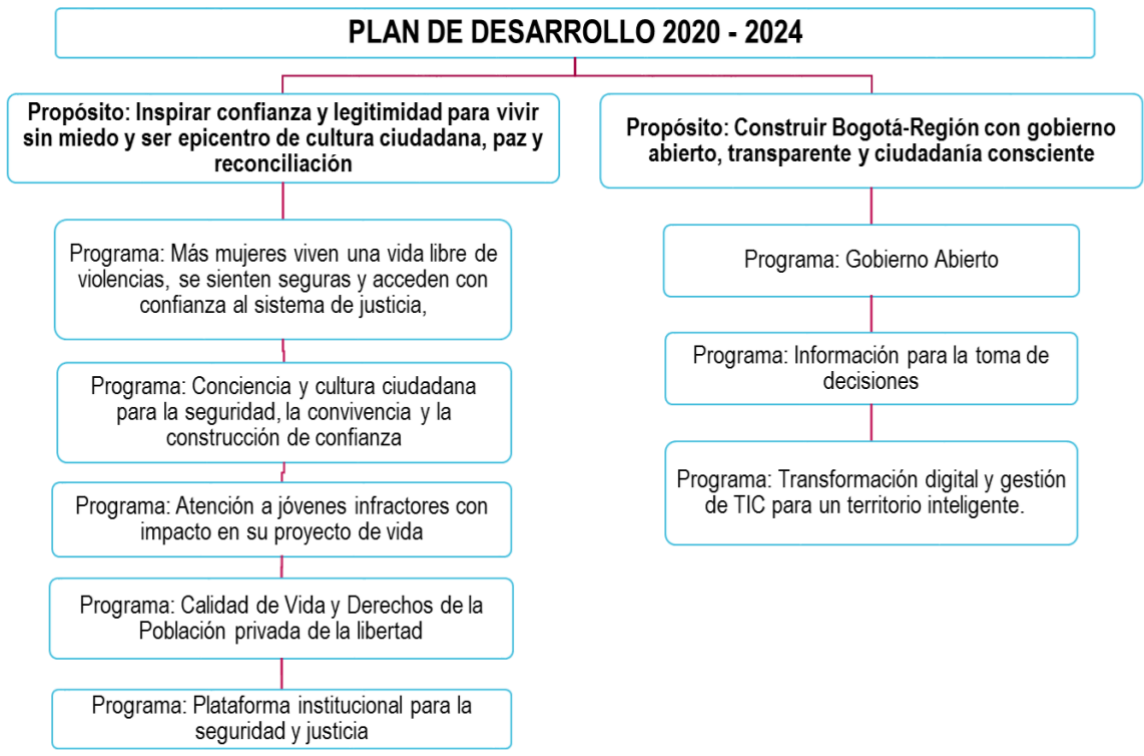 PLAN DE DESARROLLO 2020 - 2024
Propósito: Inspirar confianza y legitimidad para vivir
sin miedo y ser epicentro de cultura ciudadana, paz y
reconciliación
Programa: Más mujeres viven una vida libre de
violencias, se sienten seguras y acceden con
confianza al sistema de justicia,
Programa: Conciencia y cultura ciudadana
para la seguridad, la convivencia y la
construcción de confianza
Programa: Atención a jóvenes infractores con
impacto en su proyecto de vida
Programa: Calidad de Vida y Derechos de la
Población privada de la libertad
Programa: Plataforma institucional para la
seguridad y justicia
Propósito: Construir Bogotá-Región con gobierno
abierto, transparente y ciudadanía consciente
Programa: Gobierno Abierto
Programa: Información para la toma de
decisiones
Programa: Transformación digital y gestión
de TIC para un territorio inteligente.